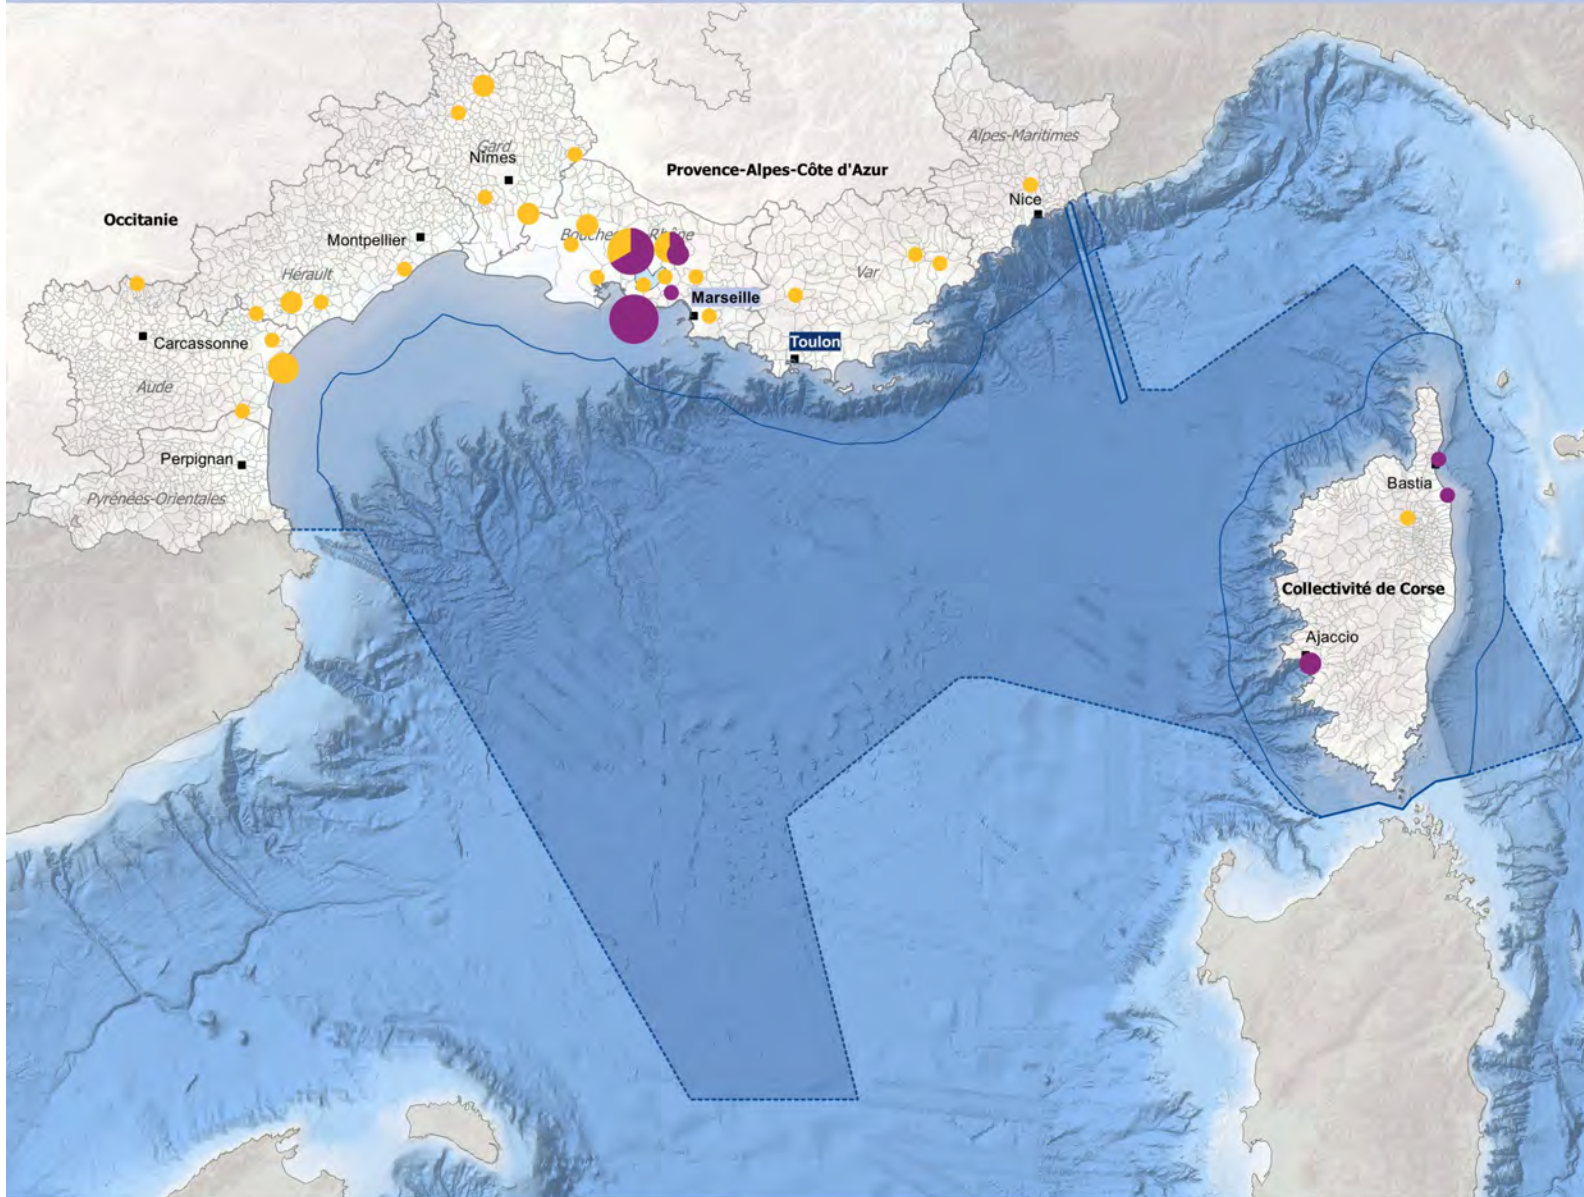 Alpes-Maritimes
Gard
Nîmes
Provence-Alpes-Côte d'Azur
Nice
Occitanie
Montpellier
Bouches Rhône
Hérault
Var
Marseille
Toulon
Carcassonne
Aude
Perpignan
Pyrénées-Orientales
Bastia
Collectivité de Corse
Ajaccio